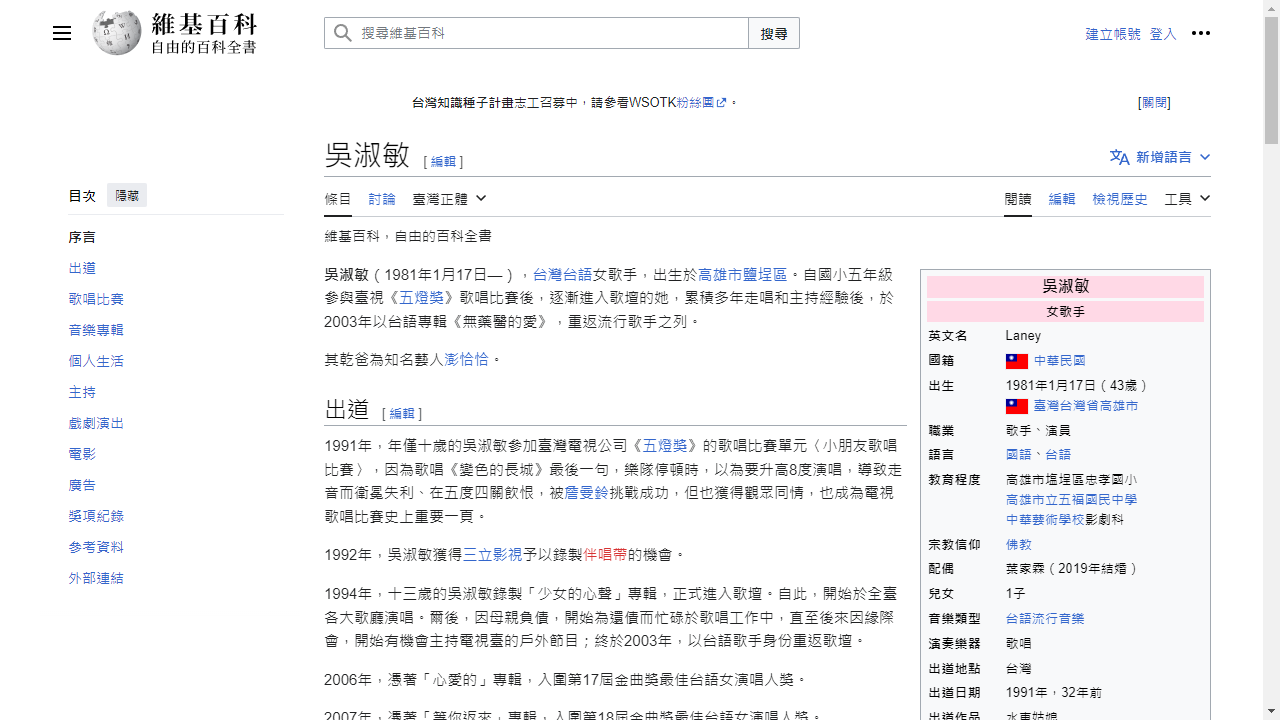 維基百科
自由的百科全書
搜尋維基百科
搜尋
建立帳號 登入
台灣知識種子計畫志工召募中，請參看WSOTK粉絲團。
[關閉]
吳淑敏 [編輯]
新增語言
目次 隱藏
序言
出道
歌唱比賽
音樂專輯
個人生活
主持
戲劇演出
電影
廣告
獎項紀錄
參考資料
外部連結
條目 討論 臺灣正體
閱讀 編輯 檢視歷史 工具
維基百科，自由的百科全書
吳淑敏（1981年1月17日—），台灣台語女歌手，出生於高雄市鹽埕區。自國小五年級
參與臺視《五燈獎》歌唱比賽後，逐漸進入歌壇的她，累積多年走唱和主持經驗後，於
2003年以台語專輯《無藥醫的愛》，重返流行歌手之列。
其乾爸為知名藝人澎恰恰。
出道 [編輯]
1991年，年僅十歲的吳淑敏參加臺灣電視公司《五燈獎》的歌唱比賽單元〈小朋友歌唱
比賽〉，因為歌唱《變色的長城》最後一句，樂隊停頓時，以為要升高8度演唱，導致走
音而衛冕失利、在五度四關飲恨，被詹曼鈴挑戰成功，但也獲得觀眾同情，也成為電視
歌唱比賽史上重要一頁。
1992年，吳淑敏獲得三立影視予以錄製伴唱帶的機會。
1994年，十三歲的吳淑敏錄製「少女的心聲」專輯，正式進入歌壇。自此，開始於全臺
各大歌廳演唱。爾後，因母親負債，開始為還債而忙碌於歌唱工作中，直至後來因緣際
會，開始有機會主持電視臺的戶外節目；終於2003年，以台語歌手身份重返歌壇。
2006年，憑著「心愛的」專輯，入圍第17屆金曲獎最佳台語女演唱人獎。
2007年，憑著「等你返來」專輯，入圍第18屆金曲獎最佳台語女演唱人獎。
吳淑敏
女歌手
英文名 Laney
國籍 中華民國
出生 1981年1月17日（43歲）
臺灣台灣省高雄市
職業 歌手、演員
語言 國語、台語
教育程度 高雄市塩埕區忠孝國小
高雄市立五福國民中學
中華藝術學校影劇科
宗教信仰 佛教
配偶 葉家霖（2019年結婚）
兒女 1子
音樂類型 台語流行音樂
演奏樂器 歌唱
出道地點 台灣
出道日期 1991年，32年前
出道作品 水車姑娘